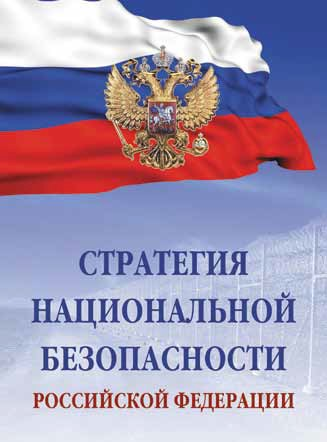 СТРАТЕГИЯ
НАЦИОНАЛЬНОЙ
БЕЗОПАСНОСТИ
РОССИЙСКОЙ ФЕДЕРАЦИИ